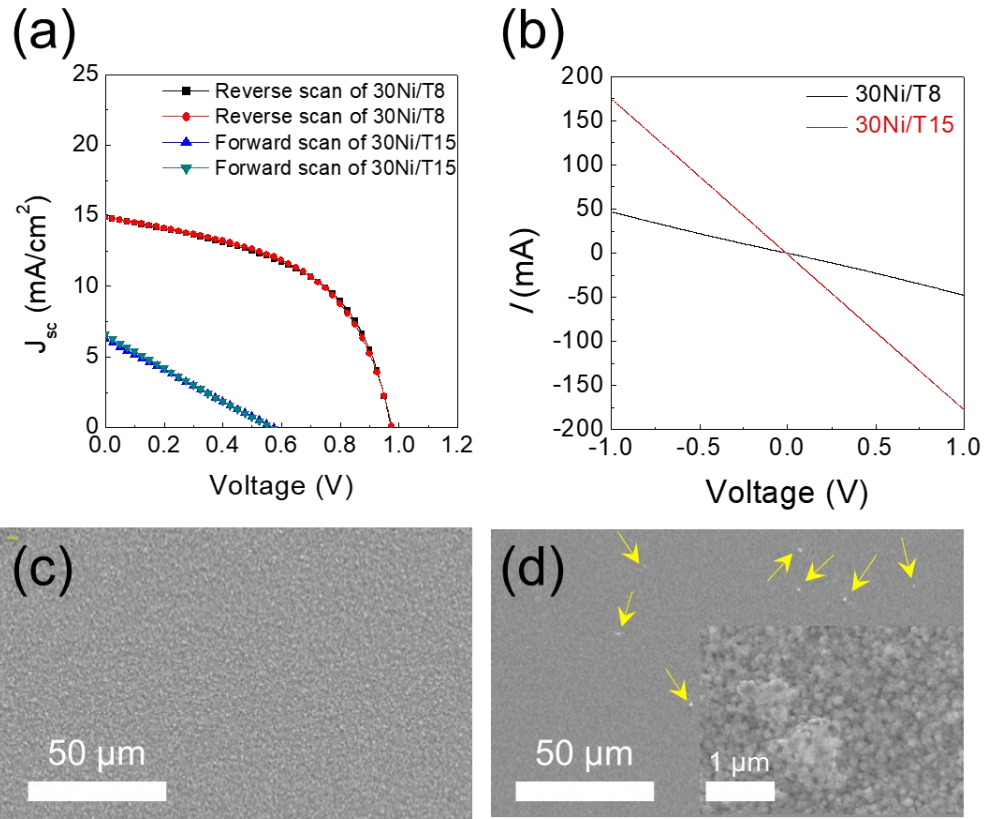 (a)
25
20
15
10
5
0
0.0 0.2 0.4 0.6 0.8 1.0 1.2
J_sc (mA/cm²)
Voltage (V)
Reverse scan of 30Ni/T8
Reverse scan of 30Ni/T8
Forward scan of 30Ni/T15
Forward scan of 30Ni/T15
(b)
200
150
100
50
0
-50
-100
-150
-200
-1.0 -0.5 0.0 0.5 1.0
I (mA)
Voltage (V)
30Ni/T8
30Ni/T15
(c)
50 μm
(d)
50 μm
1 μm